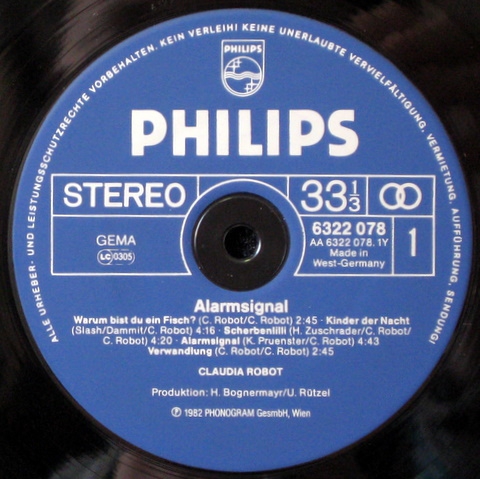 ALLE URHEBER- UND LEISTUNGSSCHUTZRECHTE VORBEHALTEN. KEIN VERLEIH! KEINE UNERLAUBTE VERVIELFÄLTIGUNG, VERMIETUNG, AUFFÜHRUNG, SENDUNG!
PHILIPS
PHILIPS
STEREO
33 1/3
GEMA
LC 0305
6322 078
AA 6322 078.1Y
Made in
West-Germany
1
Alarmsignal
Warum bist du ein Fisch? (C. Robot/C. Robot) 2:45 · Kinder der Nacht
(Slash/Dammit/C. Robot) 4:16 · Scherbenlilli (H. Zuschrader/C. Robot/
C. Robot) 4:20 · Alarmsignal (K. Pruenster/C. Robot) 4:43
Verwandlung (C. Robot/C. Robot) 2:45
CLAUDIA ROBOT
Produktion: H. Bognermayr/U. Rützel
Ⓟ 1982 PHONOGRAM GesmbH, Wien